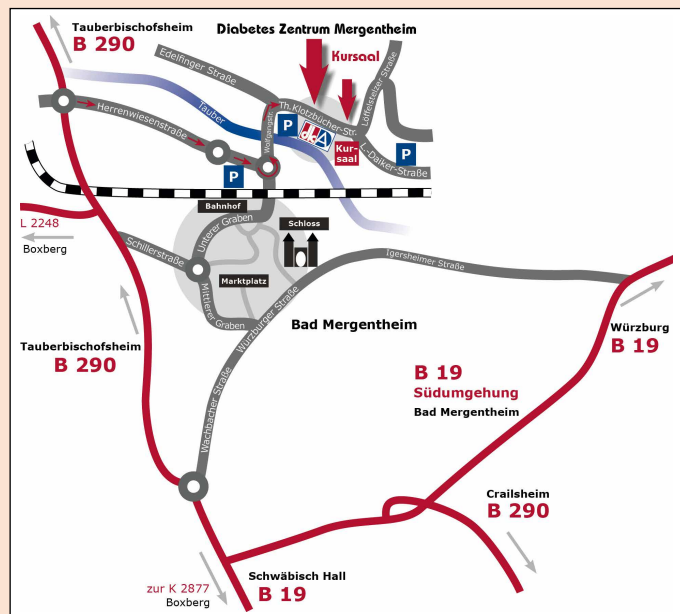 Tauberbischofsheim
B 290
Diabetes Zentrum Mergentheim
Kursaal
Edelfinger Straße
Löffelstelzer Straße
Th.Klotzbücher-Str.
Herrenwiesenstraße
Tauber
Wolfgangstr.
P
Kur-
saal
L.-Daiker-Straße
P
P
Bahnhof
L 2248
Boxberg
Unterer Graben
Schloss
Schillerstraße
Igersheimer Straße
Marktplatz
Mittlerer Graben
Würzburger Straße
Bad Mergentheim
Tauberbischofsheim
B 290
Würzburg
B 19
B 19
Südumgehung
Bad Mergentheim
Wachbacher Straße
Crailsheim
B 290
Schwäbisch Hall
B 19
zur K 2877
Boxberg